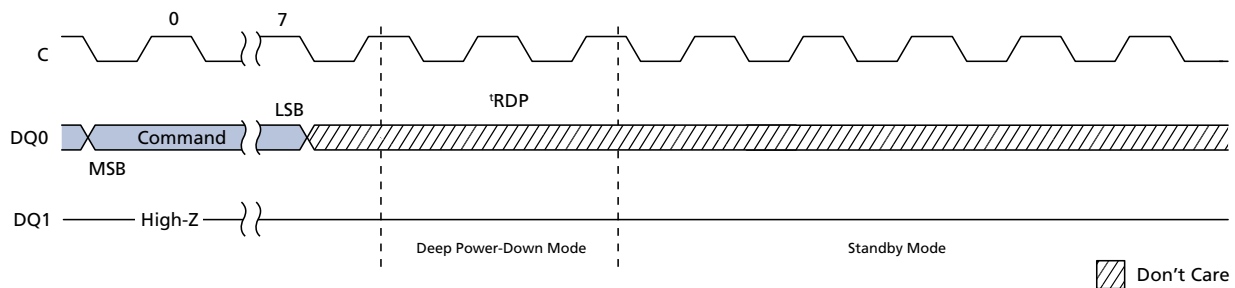 0 7
C
ᵗRDP
LSB
DQ0 Command
MSB
DQ1 High-Z
Deep Power-Down Mode Standby Mode
Don't Care